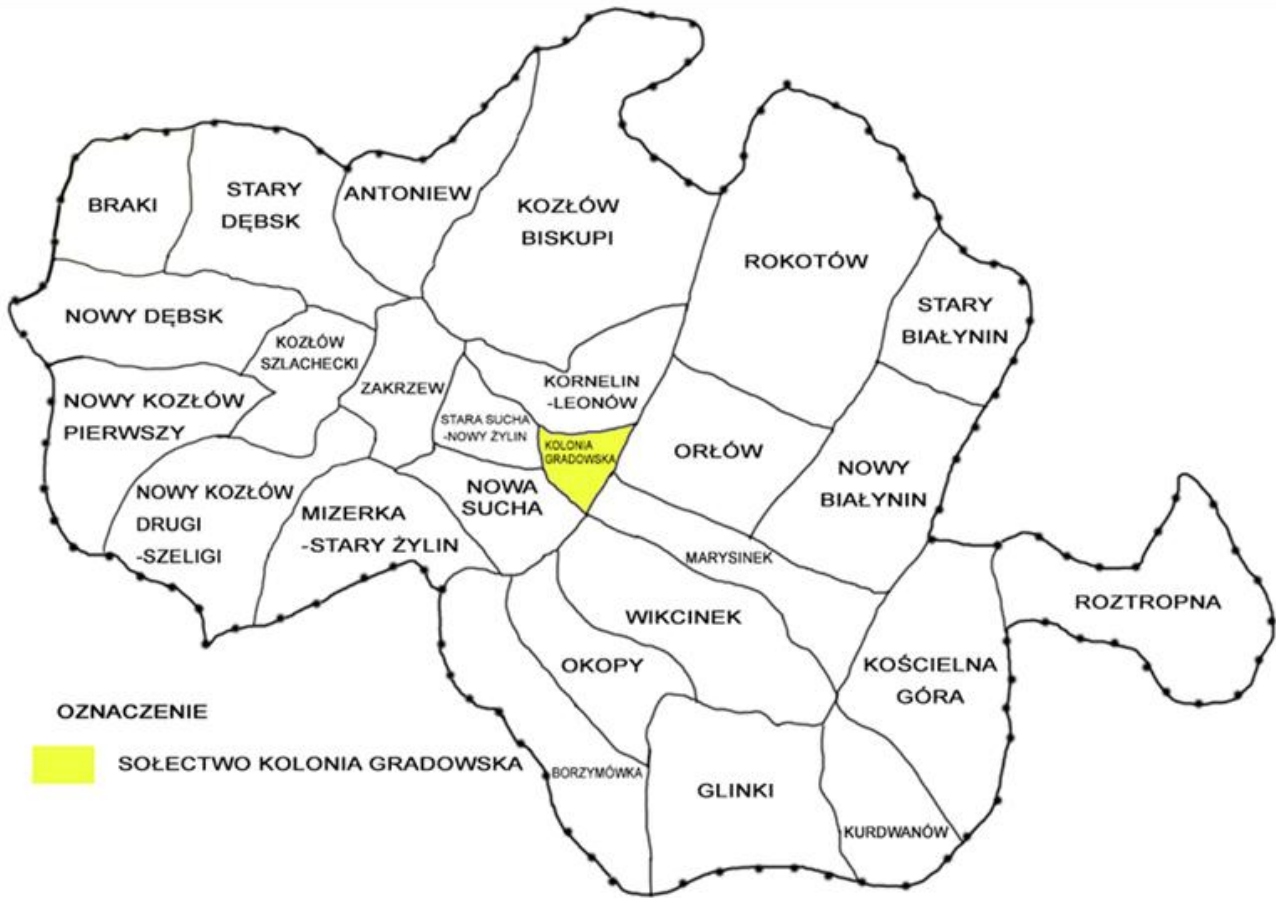 BRAKI
STARY
DĘBSK
ANTONIEW
KOZŁÓW
BISKUPI
ROKOTÓW
STARY
BIAŁYNIN
NOWY DĘBSK
KOZŁÓW
SZLACHECKI
ZAKRZEW
KORNELIN
-LEONÓW
NOWY KOZŁÓW
PIERWSZY
STARA SUCHA
-NOWY ŻYLIN
KOLONIA
GRADOWSKA
ORŁÓW
NOWY
BIAŁYNIN
NOWY KOZŁÓW
DRUGI
-SZELIGI
MIZERKA
-STARY ŻYLIN
NOWA
SUCHA
MARYSINEK
ROZTROPNA
WIKCINEK
OKOPY
KOŚCIELNA
GÓRA
OZNACZENIE
SOŁECTWO KOLONIA GRADOWSKA
BORZYMÓWKA
GLINKI
KURDWANÓW